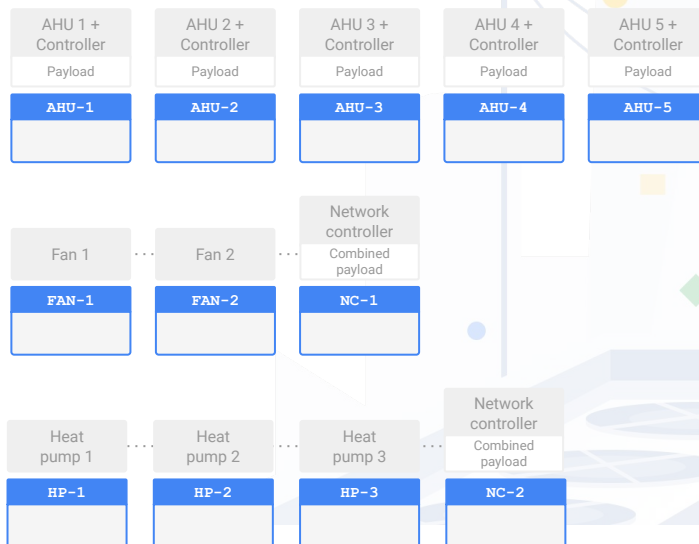 AHU 1 +
Controller
Payload
AHU 2 +
Controller
Payload
AHU 3 +
Controller
Payload
AHU 4 +
Controller
Payload
AHU 5 +
Controller
Payload
AHU-1
AHU-2
AHU-3
AHU-4
AHU-5
Fan 1
Fan 2
Network
controller
Combined
payload
FAN-1
FAN-2
NC-1
Heat
pump 1
Heat
pump 2
Heat
pump 3
Network
controller
Combined
payload
HP-1
HP-2
HP-3
NC-2